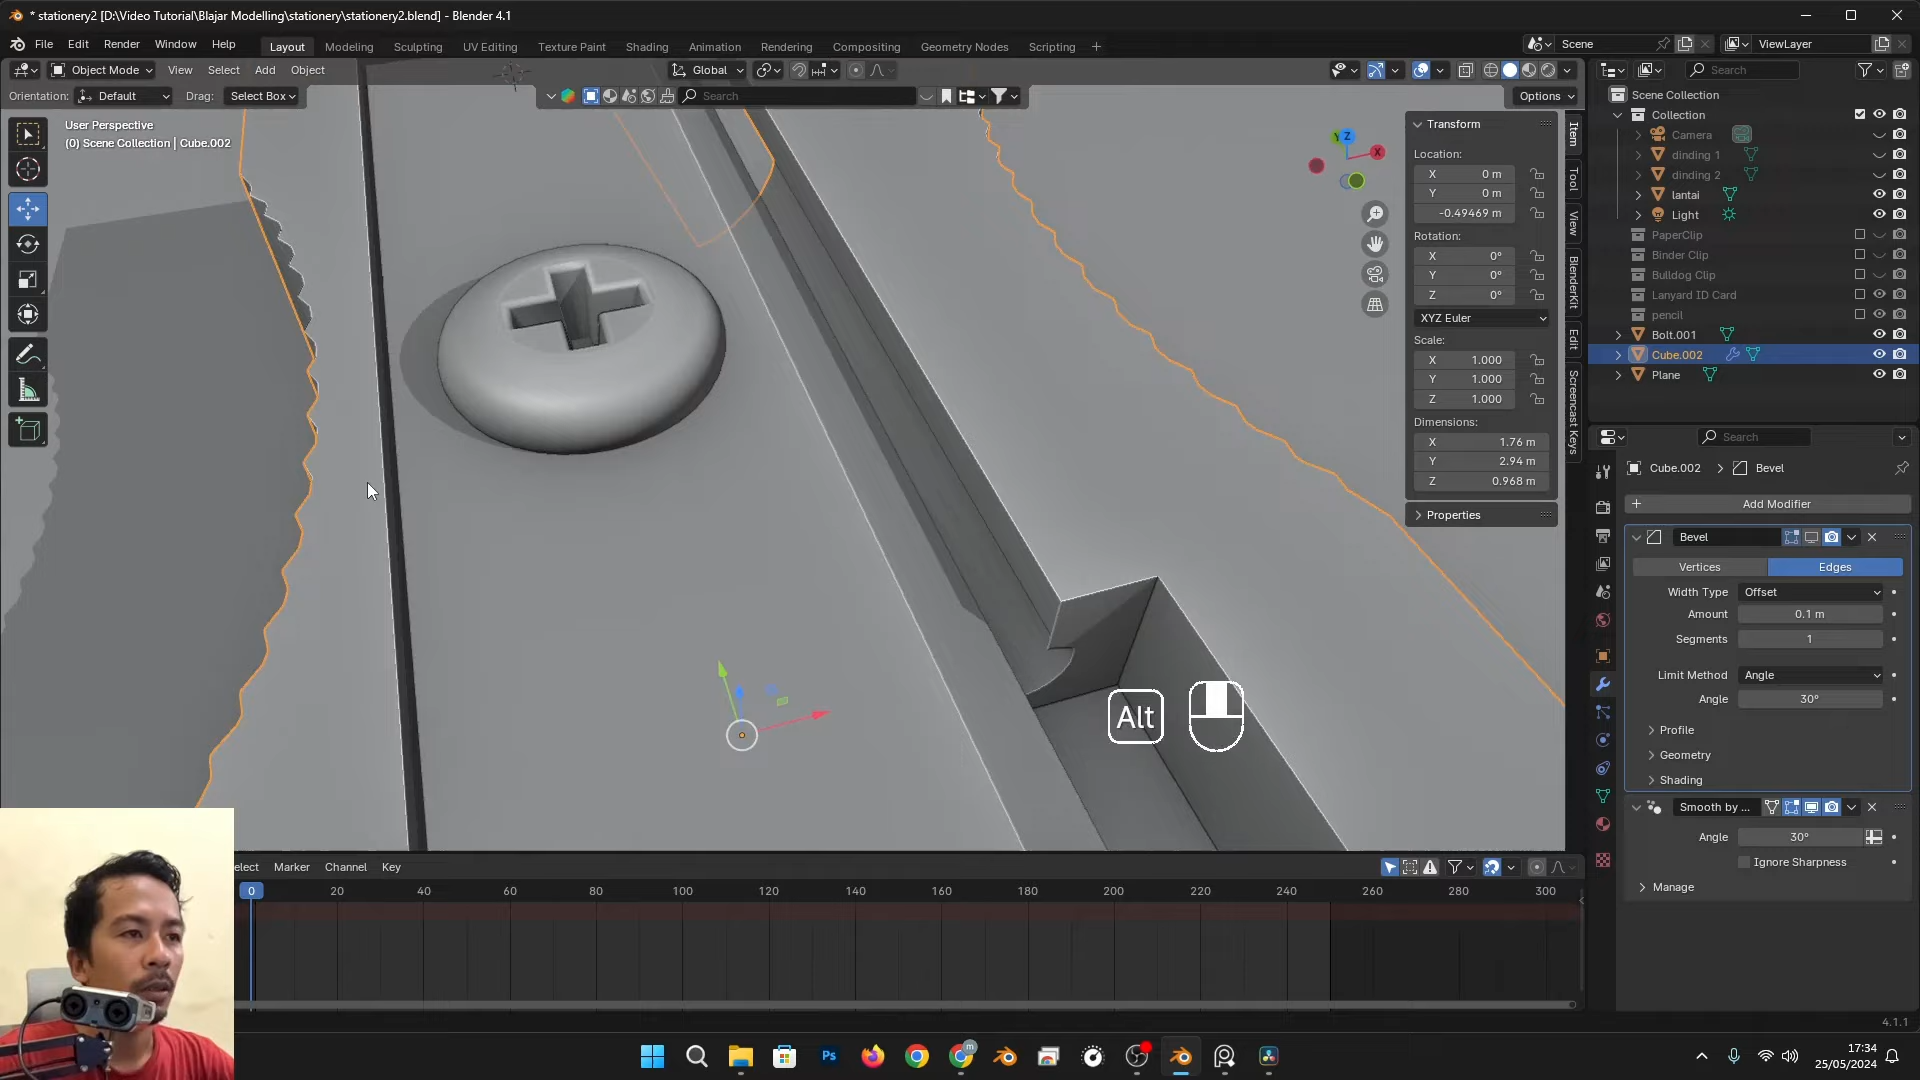 * stationery2 [D:\Video Tutorial\Blajar Modelling\stationery\stationery2.blend] - Blender 4.1
File Edit Render Window Help Layout Modeling Sculpting UV Editing Texture Paint Shading Animation Rendering Compositing Geometry Nodes Scripting + Scene ViewLayer
Object Mode View Select Add Object Global Search
Orientation: Default Drag: Select Box Search Options
User Perspective
(0) Scene Collection | Cube.002
Z
Y
X
Transform
Location:
X 0 m
Y 0 m
-0.49469 m
Rotation:
X 0°
Y 0°
Z 0°
XYZ Euler
Scale:
X 1.000
Y 1.000
Z 1.000
Dimensions:
X 1.76 m
Y 2.94 m
Z 0.968 m
Properties
Item
Tool
View
BlenderKit
Edit
Screencast Keys
Scene Collection
Collection
Camera
dinding 1
dinding 2
lantai
Light
PaperClip
Binder Clip
Bulldog Clip
Lanyard ID Card
pencil
Bolt.001
Cube.002
Plane
Search
Cube.002 > Bevel
+ Add Modifier
Bevel
Vertices Edges
Width Type Offset
Amount 0.1 m
Segments 1
Limit Method Angle
Angle 30°
Profile
Geometry
Shading
Smooth by ...
Angle 30°
Ignore Sharpness
Manage
Alt
elect Marker Channel Key
0 20 40 60 80 100 120 140 160 180 200 220 240 260 280 300
4.1.1
Ps
m
17:34
25/05/2024